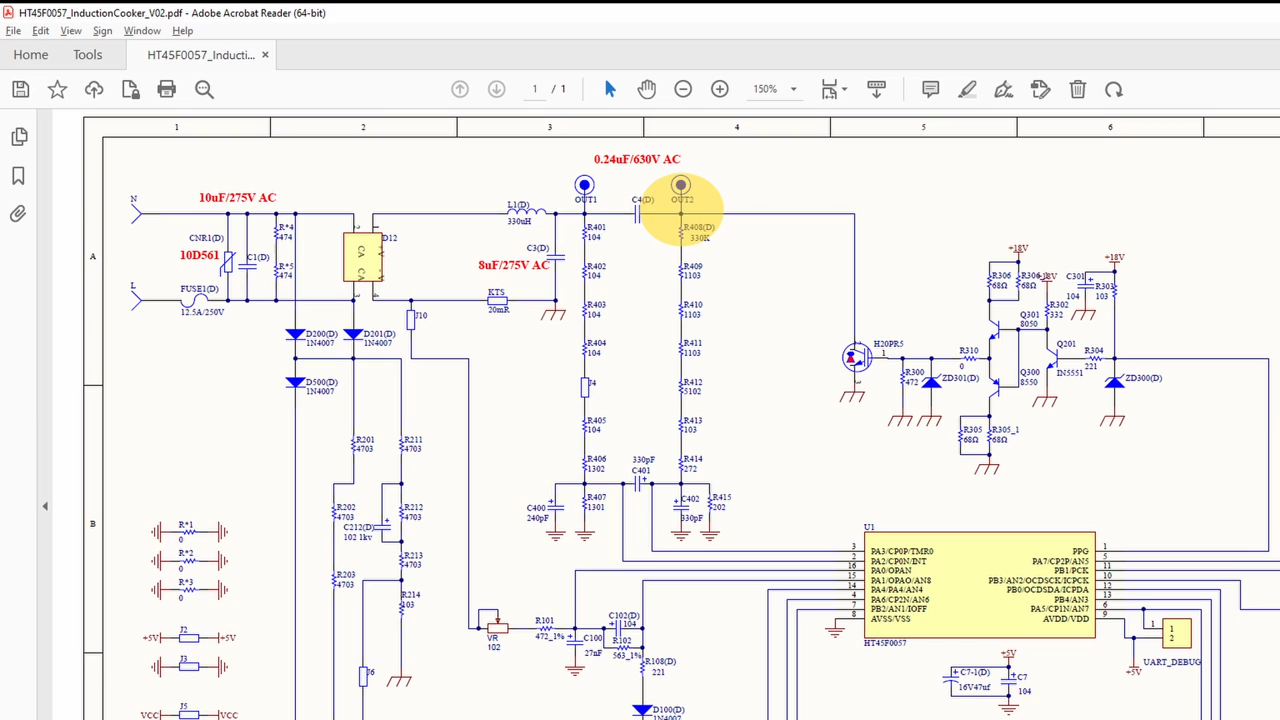 HT45F0057_InductionCooker_V02.pdf - Adobe Acrobat Reader (64-bit)
File Edit View Sign Window Help
Home Tools HT45F0057_Inducti... ×
1 / 1 150%
1 2 3 4 5 6
A
B
0.24uF/630V AC
10uF/275V AC
N
OUT1
C4(D)
OUT2
L1(D)
330uH
CNR1(D)
10D561
C1(D)
R*4
474
R*5
474
D12
CA
CA
V
V
2
1
3
4
C3(D)
8uF/275V AC
L
FUSE1(D)
12.5A/250V
KTS
20mR
J10
D200(D)
1N4007
D201(D)
1N4007
D500(D)
1N4007
R401
104
R402
104
R403
104
R404
104
J4
R405
104
R406
1302
R407
1301
R408(D)
330K
R409
1103
R410
1103
R411
1103
R412
5102
R413
103
R414
272
R415
202
330pF
C401
C400
240pF
C402
330pF
H20PR5
1
3
R300
472
ZD301(D)
R310
0
+18V
R306
68Ω
68Ω
+18V
R302
332
C301
104
+18V
R303
103
Q301
8050
Q300
8550
Q201
IN5551
R304
221
ZD300(D)
R305
68Ω
R305_1
68Ω
R201
4703
R211
4703
R202
4703
C212(D)
102 1kv
R212
4703
R213
4703
R203
4703
R214
103
R*1
0
R*2
0
R*3
0
+5V J2 +5V
J3
VCC J5 VCC
J6
VR
102
R101
472_1%
C100
27nF
C102(D)
104
R102
563_1%
R108(D)
221
D100(D)
1N4007
U1
3 PA3/CP0P/TMR0 PPG 1
2 PA2/CP0N/INT PA7/CP2P/AN5
16 PA0/OPAN PB1/PCK 11
15 PA1/OPAO/AN8 PB3/AN2/OCDSCK/ICPCK 10
14 PA4/PA4/AN4 PB0/OCDSDA/ICPDA 12
4 PA6/CP2N/AN6 PB4/AN3 13
7 PB2/AN1/IOFF PA5/CP1N/AN7 6
8 AVSS/VSS AVDD/VDD 9
HT45F0057
1
1
2
UART_DEBUG
+5V
+5V
C7-1(D)
16V47uf
C7
104